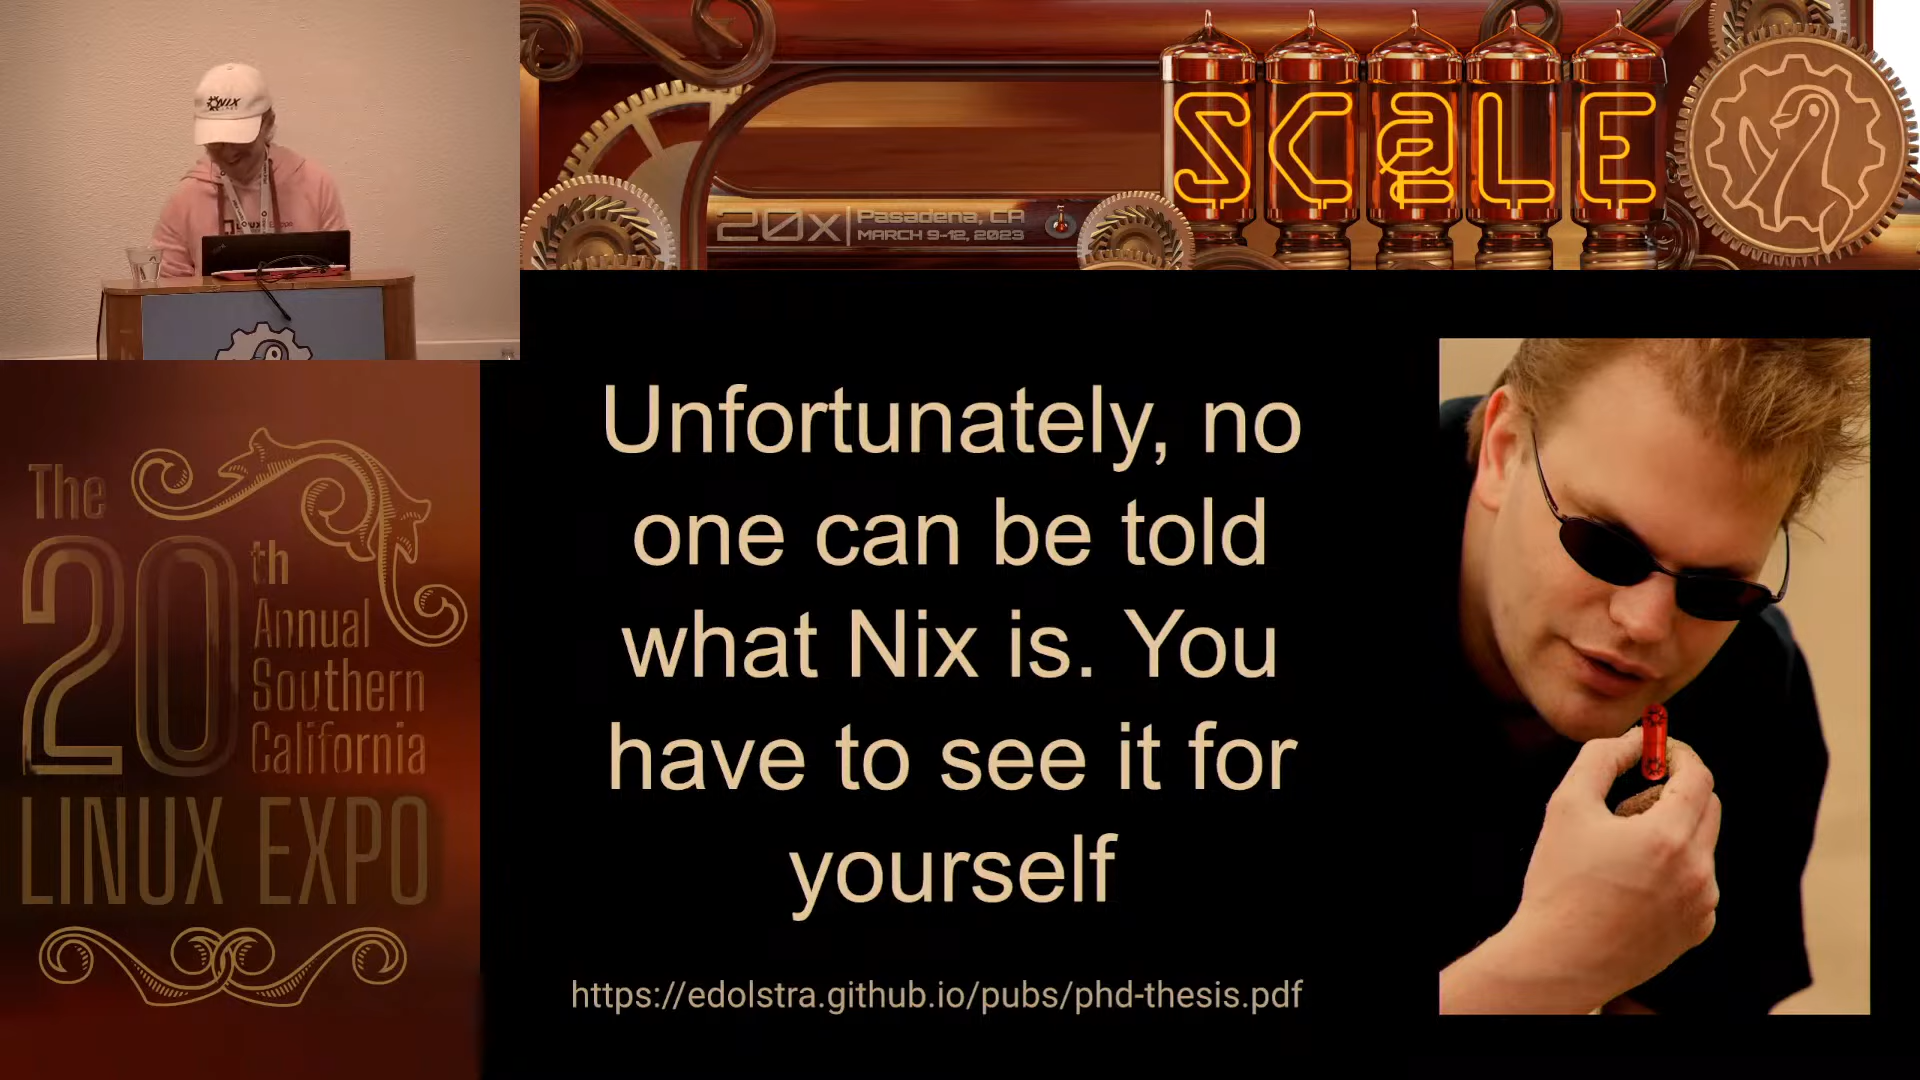 NIX
20x
Pasadena, CA
MARCH 9-12, 2023
SCaLE
The
20th
Annual
Southern
California
LINUX EXPO
Unfortunately, no
one can be told
what Nix is. You
have to see it for
yourself
https://edolstra.github.io/pubs/phd-thesis.pdf